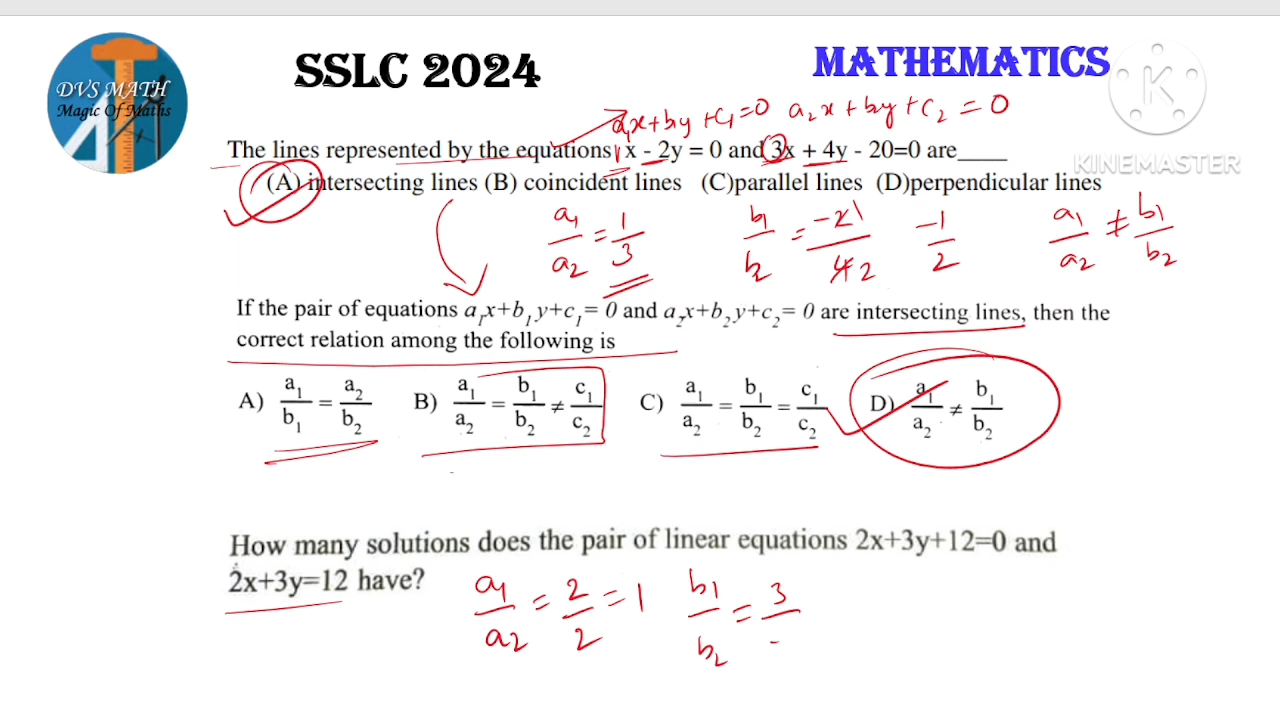 DVS MATH
Magic Of Maths
SSLC 2024
MATHEMATICS
KINEMASTER
a₁x+by+c₁=0 a₂x+by+c₂=0
The lines represented by the equations 1x - 2y = 0 and 3x + 4y - 20=0 are____
(A) intersecting lines (B) coincident lines (C)parallel lines (D)perpendicular lines
a₁/a₂ = 1/3 b₁/b₂ = -2 1/4 2 -1/2 a₁/a₂ ≠ b₁/b₂
If the pair of equations a₁x+b₁y+c₁= 0 and a₂x+b₂y+c₂= 0 are intersecting lines, then the
correct relation among the following is
A) a₁/b₁ = a₂/b₂ B) a₁/a₂ = b₁/b₂ ≠ c₁/c₂ C) a₁/a₂ = b₁/b₂ = c₁/c₂ D) a₁/a₂ ≠ b₁/b₂
How many solutions does the pair of linear equations 2x+3y+12=0 and
2x+3y=12 have?
a₁/a₂ = 2/2 = 1 b₁/b₂ = 3/